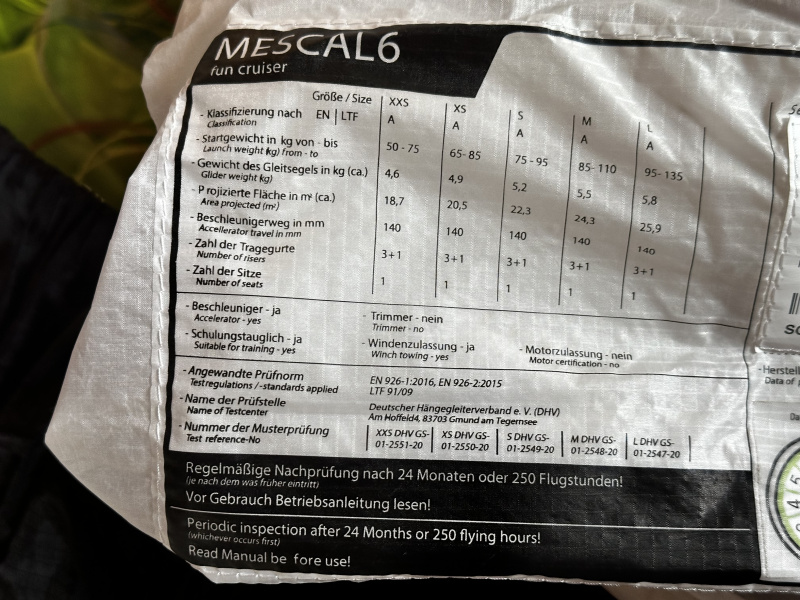 MESCAL6
fun cruiser
Größe / Size XXS XS S M L
- Klassifizierung nach EN | LTF A A A A A
Classification
- Startgewicht in kg von - bis 50 - 75 65- 85 75 - 95 85- 110 95- 135
Launch weight kg) from - to
- Gewicht des Gleitsegels in kg (ca.) 4,6 4,9 5,2 5,5 5,8
Glider weight kg)
- P rojizierte Fläche in m² (ca.) 18,7 20,5 22,3 24,3 25,9
Area projected (m²)
- Beschleunigerweg in mm 140 140 140 140 140
Accellerator travel in mm
- Zahl der Tragegurte 3+1 3+1 3+1 3+1 3+1
Number of risers
- Zahl der Sitze 1 1 1 1 1
Number of seats
- Beschleuniger - ja - Trimmer - nein
Accelerator - yes Trimmer - no
- Schulungstauglich - ja - Windenzulassung - ja - Motorzulassung - nein
Suitable for training - yes Winch towing - yes Motor certification - no
- Angewandte Prüfnorm EN 926-1:2016, EN 926-2:2015
Testregulations /-standards applied LTF 91/09
- Name der Prüfstelle Deutscher Hängegleiterverband e. V. (DHV)
Name of Testcenter Am Hoffeld4, 83703 Gmund am Tegernsee
- Nummer der Musterprüfung XXS DHV GS- XS DHV GS- S DHV GS- M DHV GS- L DHV GS-
Test reference-No 01-2551-20 01-2550-20 01-2549-20 01-2548-20 01-2547-20
Regelmäßige Nachprüfung nach 24 Monaten oder 250 Flugstunden!
(je nach dem was früher eintritt)
Vor Gebrauch Betriebsanleitung lesen!
Periodic inspection after 24 Months or 250 flying hours!
(whichever occurs first)
Read Manual be fore use!
- Herstell
Data of
4 5